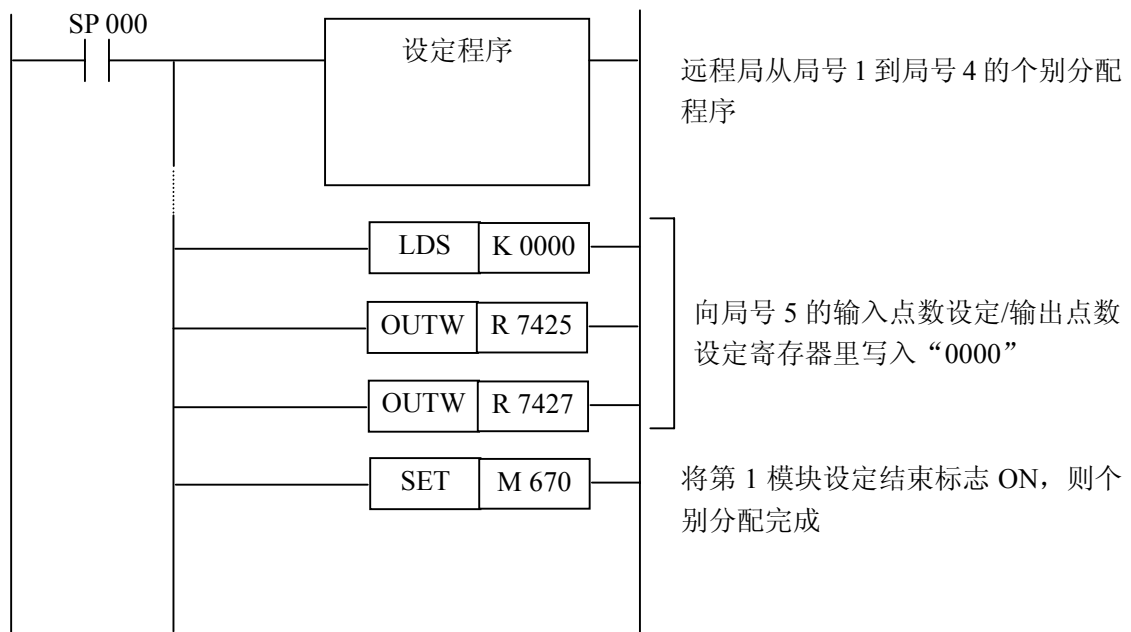 SP 000
设定程序
远程局从局号 1 到局号 4 的个别分配
程序
LDS K 0000
OUTW R 7425
向局号 5 的输入点数设定/输出点数
设定寄存器里写入“0000”
OUTW R 7427
SET M 670
将第 1 模块设定结束标志 ON，则个
别分配完成